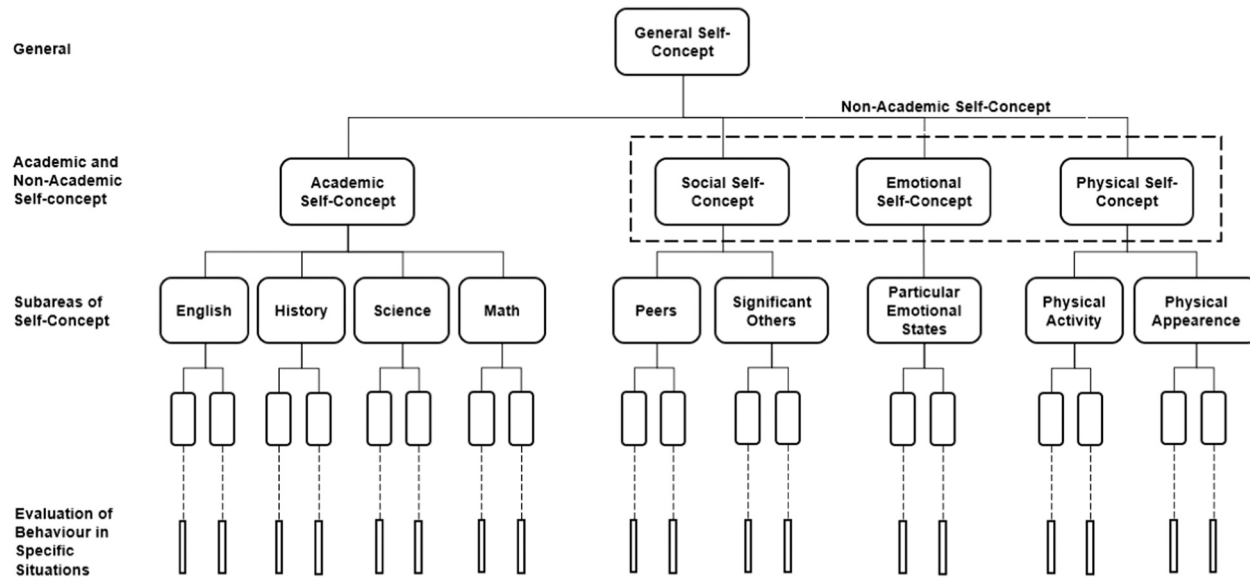 General
General Self-
Concept
Non-Academic Self-Concept
Academic and
Non-Academic
Self-concept
Academic
Self-Concept
Social Self-
Concept
Emotional
Self-Concept
Physical Self-
Concept
Subareas of
Self-Concept
English
History
Science
Math
Peers
Significant
Others
Particular
Emotional
States
Physical
Activity
Physical
Appearence
Evaluation of
Behaviour in
Specific
Situations